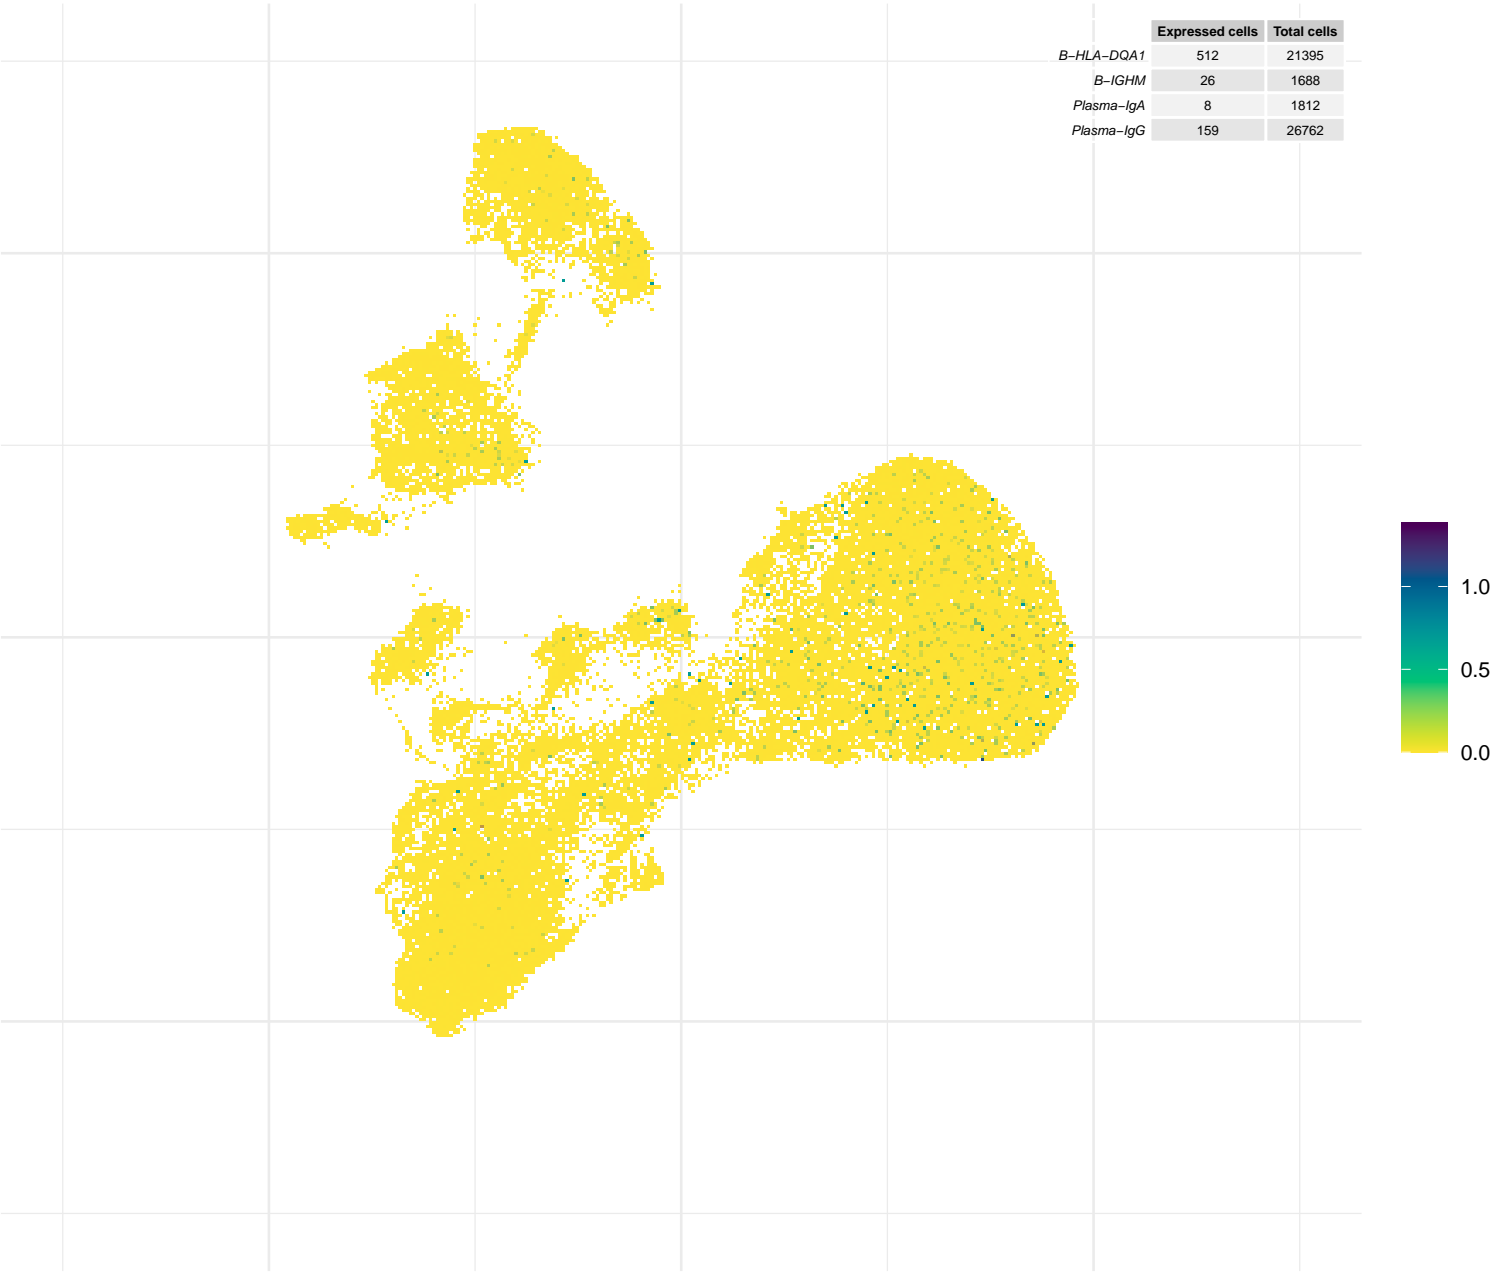 Expressed cells Total cells
B−HLA−DQA1 512 21395
B−IGHM 26 1688
Plasma−IgA 8 1812
Plasma−IgG 159 26762
1.0
0.5
0.0